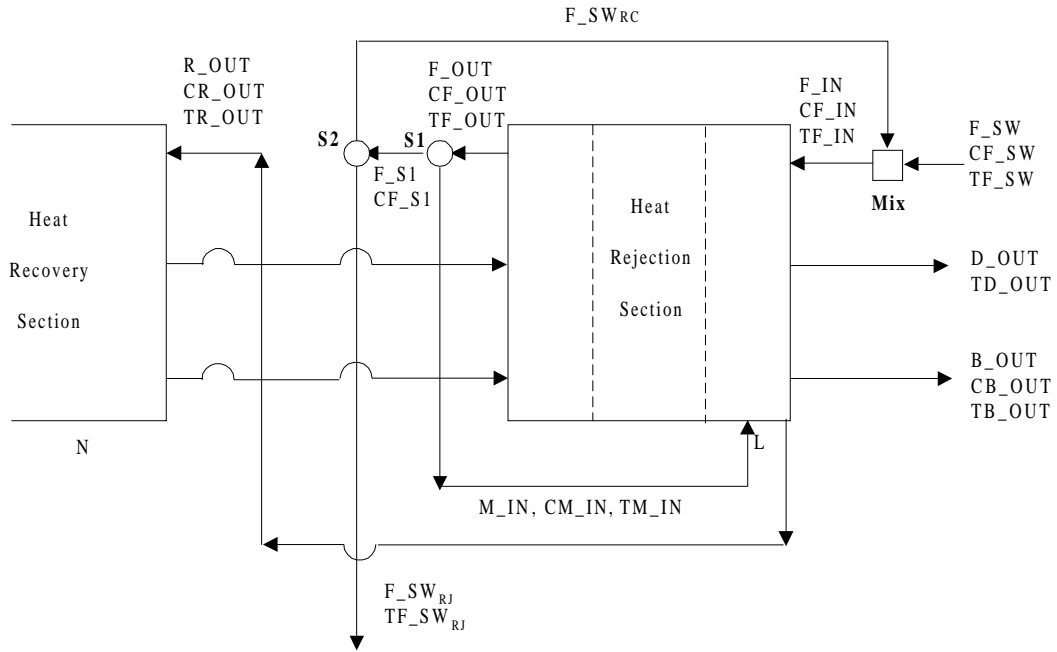 F_SWRC
R_OUT
CR_OUT
TR_OUT
F_OUT
CF_OUT
TF_OUT
F_IN
CF_IN
TF_IN
F_SW
CF_SW
TF_SW
S2
S1
F_S1
CF_S1
Mix
Heat
Recovery
Section
Heat
Rejection
Section
D_OUT
TD_OUT
B_OUT
CB_OUT
TB_OUT
N
L
M_IN, CM_IN, TM_IN
F_SWRJ
TF_SWRJ